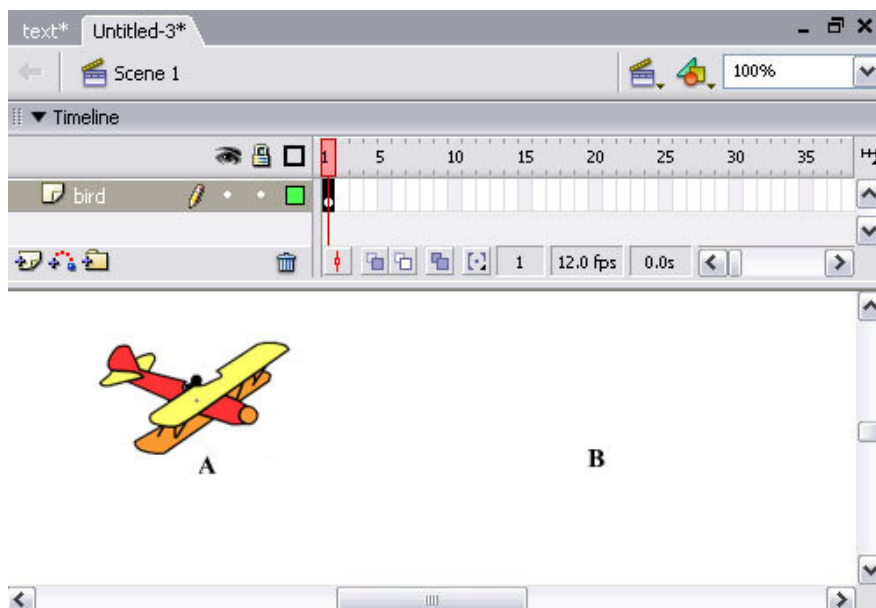 text* Untitled-3*
Scene 1 100%
Timeline
1 5 10 15 20 25 30 35
bird
1 12.0 fps 0.0s
A
B